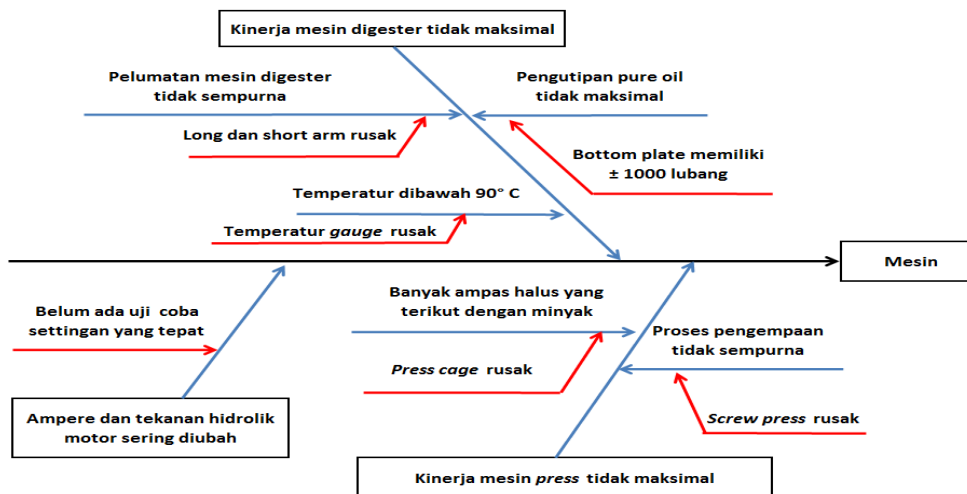 Kinerja mesin digester tidak maksimal
Pelumatan mesin digester
tidak sempurna
Pengutipan pure oil
tidak maksimal
Long dan short arm rusak
Bottom plate memiliki
± 1000 lubang
Temperatur dibawah 90° C
Temperatur gauge rusak
Mesin
Belum ada uji coba
settingan yang tepat
Banyak ampas halus yang
terikut dengan minyak
Proses pengempaan
tidak sempurna
Press cage rusak
Ampere dan tekanan hidrolik
motor sering diubah
Screw press rusak
Kinerja mesin press tidak maksimal